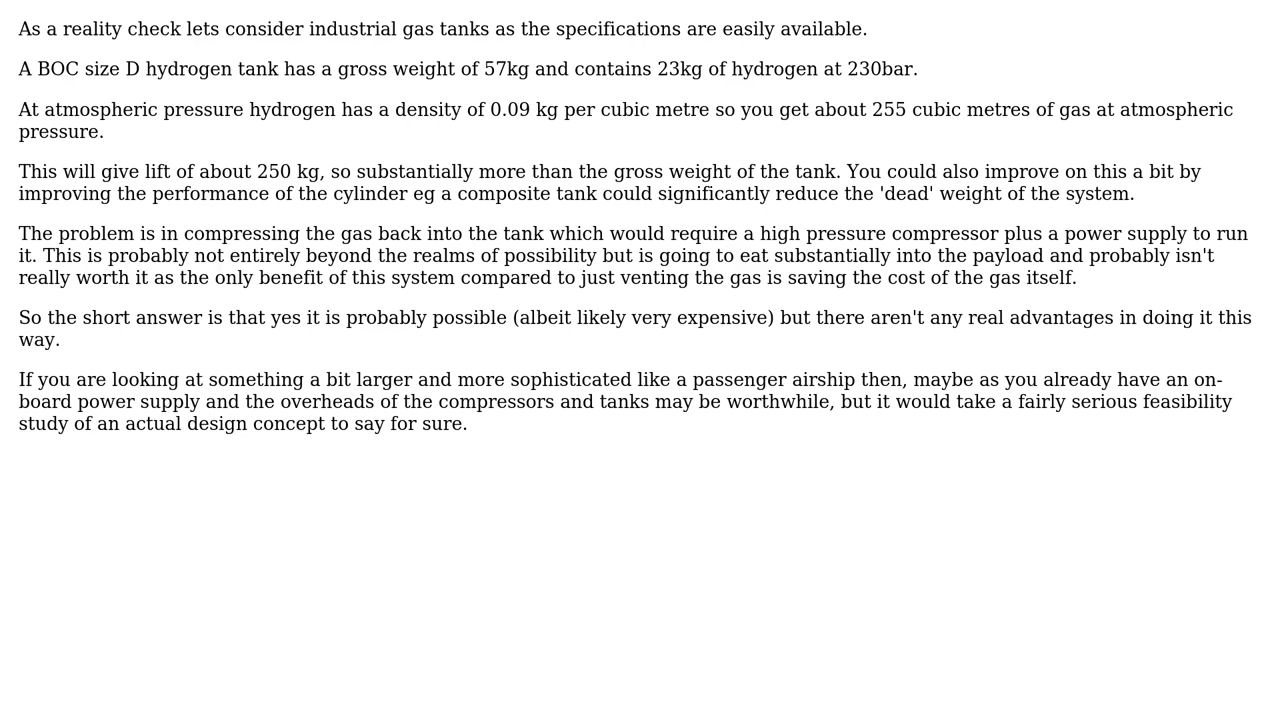 As a reality check lets consider industrial gas tanks as the specifications are easily available.
A BOC size D hydrogen tank has a gross weight of 57kg and contains 23kg of hydrogen at 230bar.
At atmospheric pressure hydrogen has a density of 0.09 kg per cubic metre so you get about 255 cubic metres of gas at atmospheric
pressure.
This will give lift of about 250 kg, so substantially more than the gross weight of the tank. You could also improve on this a bit by
improving the performance of the cylinder eg a composite tank could significantly reduce the 'dead' weight of the system.
The problem is in compressing the gas back into the tank which would require a high pressure compressor plus a power supply to run
it. This is probably not entirely beyond the realms of possibility but is going to eat substantially into the payload and probably isn't
really worth it as the only benefit of this system compared to just venting the gas is saving the cost of the gas itself.
So the short answer is that yes it is probably possible (albeit likely very expensive) but there aren't any real advantages in doing it this
way.
If you are looking at something a bit larger and more sophisticated like a passenger airship then, maybe as you already have an on-
board power supply and the overheads of the compressors and tanks may be worthwhile, but it would take a fairly serious feasibility
study of an actual design concept to say for sure.